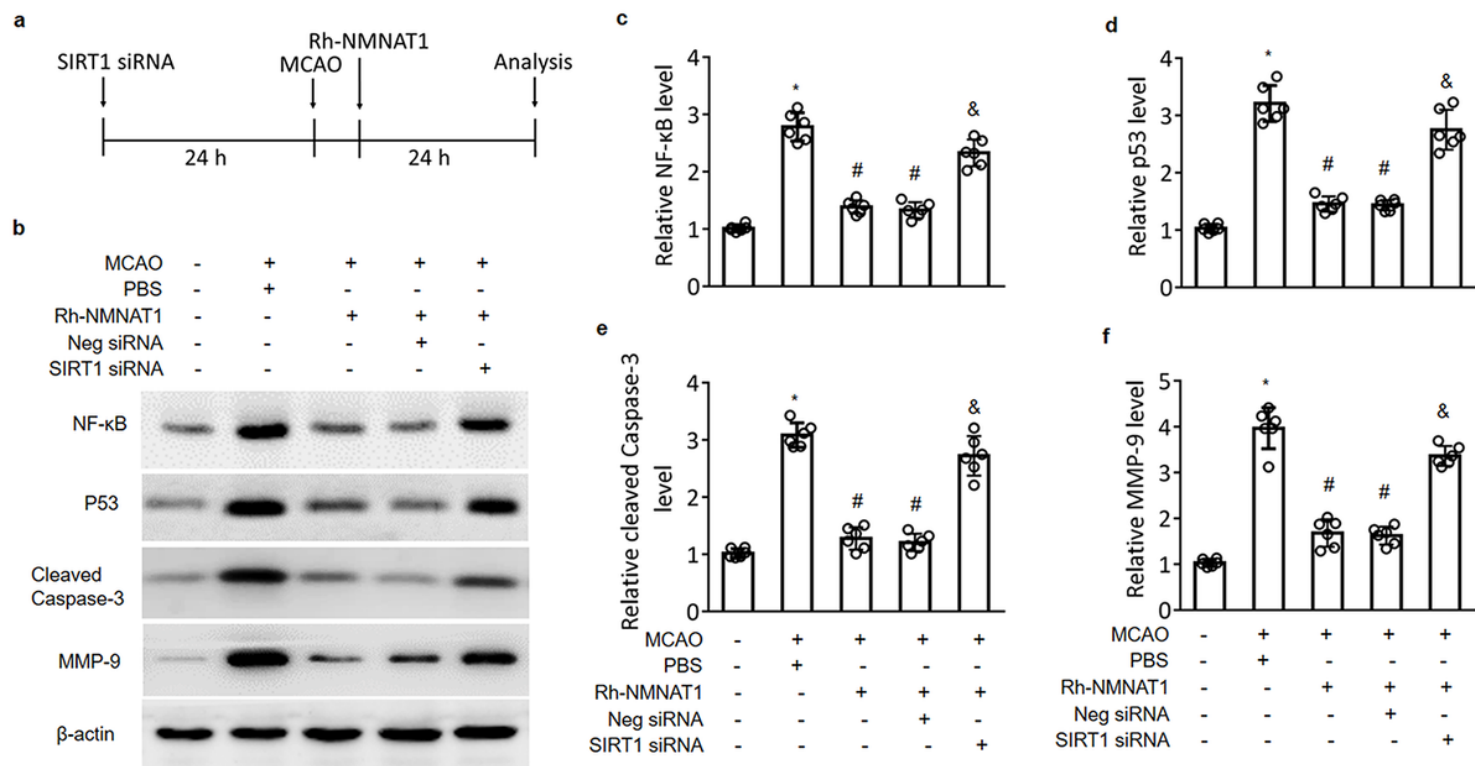 a
Rh-NMNAT1
SIRT1 siRNA MCAO Analysis
24 h 24 h
b
MCAO - + + + +
PBS - + - - -
Rh-NMNAT1 - - + + +
Neg siRNA - - - + -
SIRT1 siRNA - - - - +
NF-κB
P53
Cleaved
Caspase-3
MMP-9
β-actin
c
Relative NF-κB level
4
3
2
1
0
* # # &
d
Relative p53 level
4
3
2
1
0
* # # &
e
Relative cleaved Caspase-3
level
4
3
2
1
0
* # # &
MCAO - + + + +
PBS - + - - -
Rh-NMNAT1 - - + + +
Neg siRNA - - - + -
SIRT1 siRNA - - - - +
f
Relative MMP-9 level
5
4
3
2
1
0
* # # &
MCAO - + + + +
PBS - + - - -
Rh-NMNAT1 - - + + +
Neg siRNA - - - + -
SIRT1 siRNA - - - - +